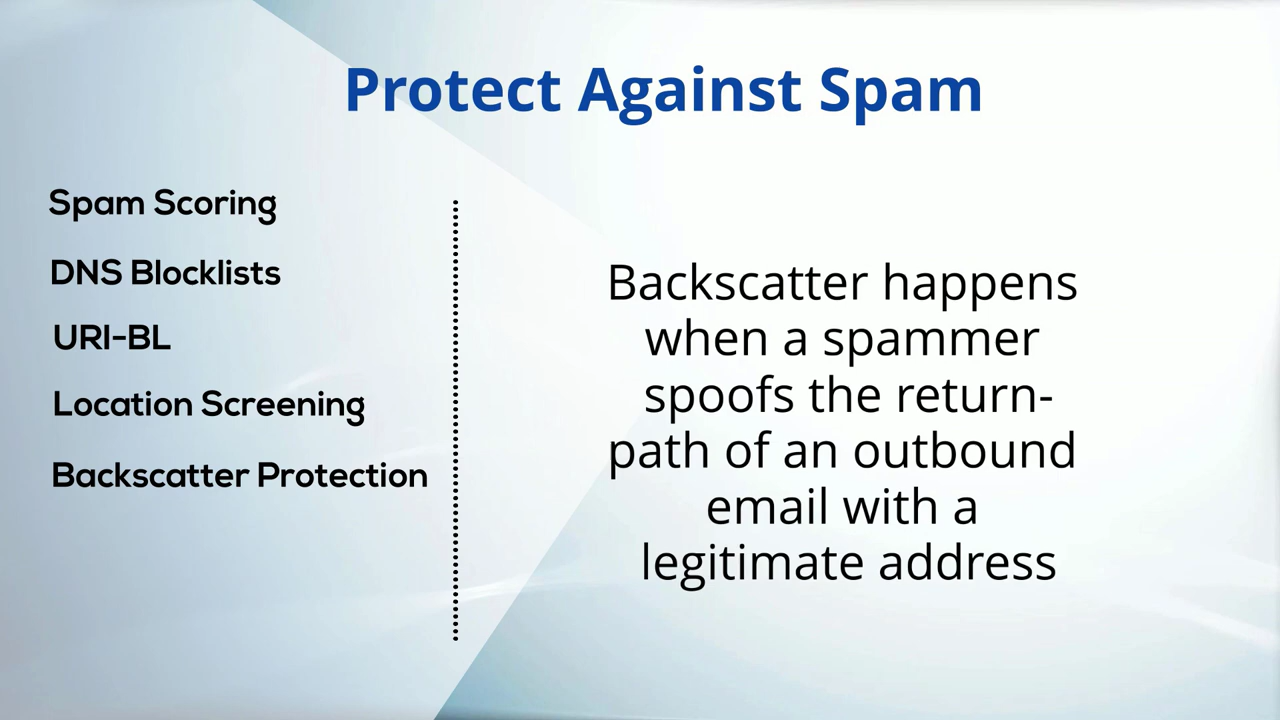 Protect Against Spam
Spam Scoring
DNS Blocklists
URI-BL
Location Screening
Backscatter Protection
Backscatter happens
when a spammer
spoofs the return-
path of an outbound
email with a
legitimate address